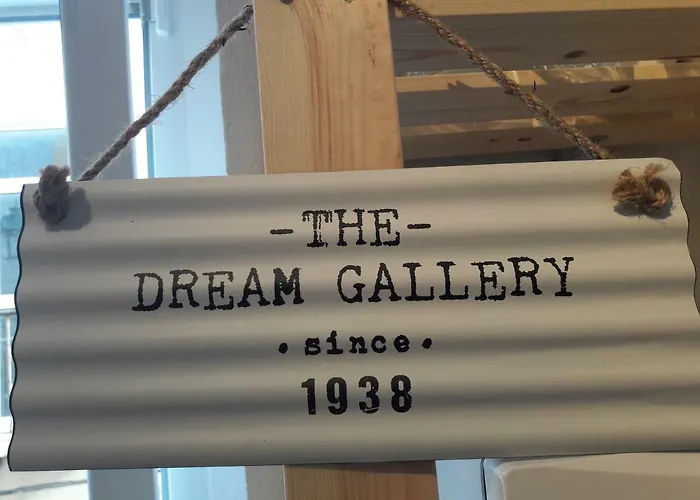 -THE-
DREAM GALLERY
• since •
1938